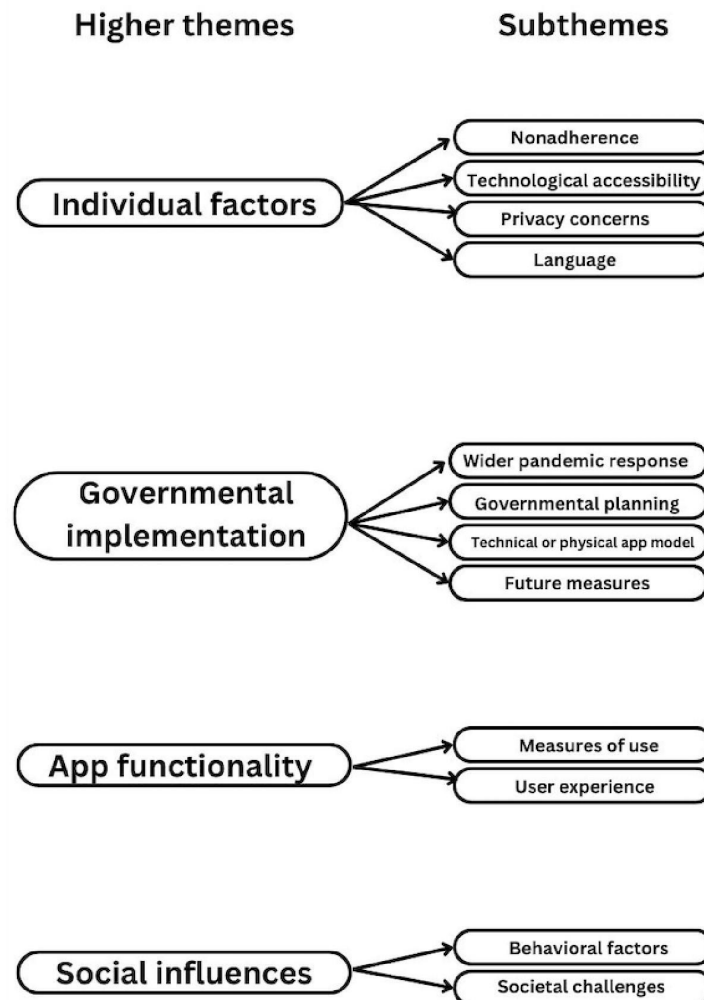 Higher themes
Subthemes
Individual factors
Nonadherence
Technological accessibility
Privacy concerns
Language
Governmental
implementation
Wider pandemic response
Governmental planning
Technical or physical app model
Future measures
App functionality
Measures of use
User experience
Social influences
Behavioral factors
Societal challenges